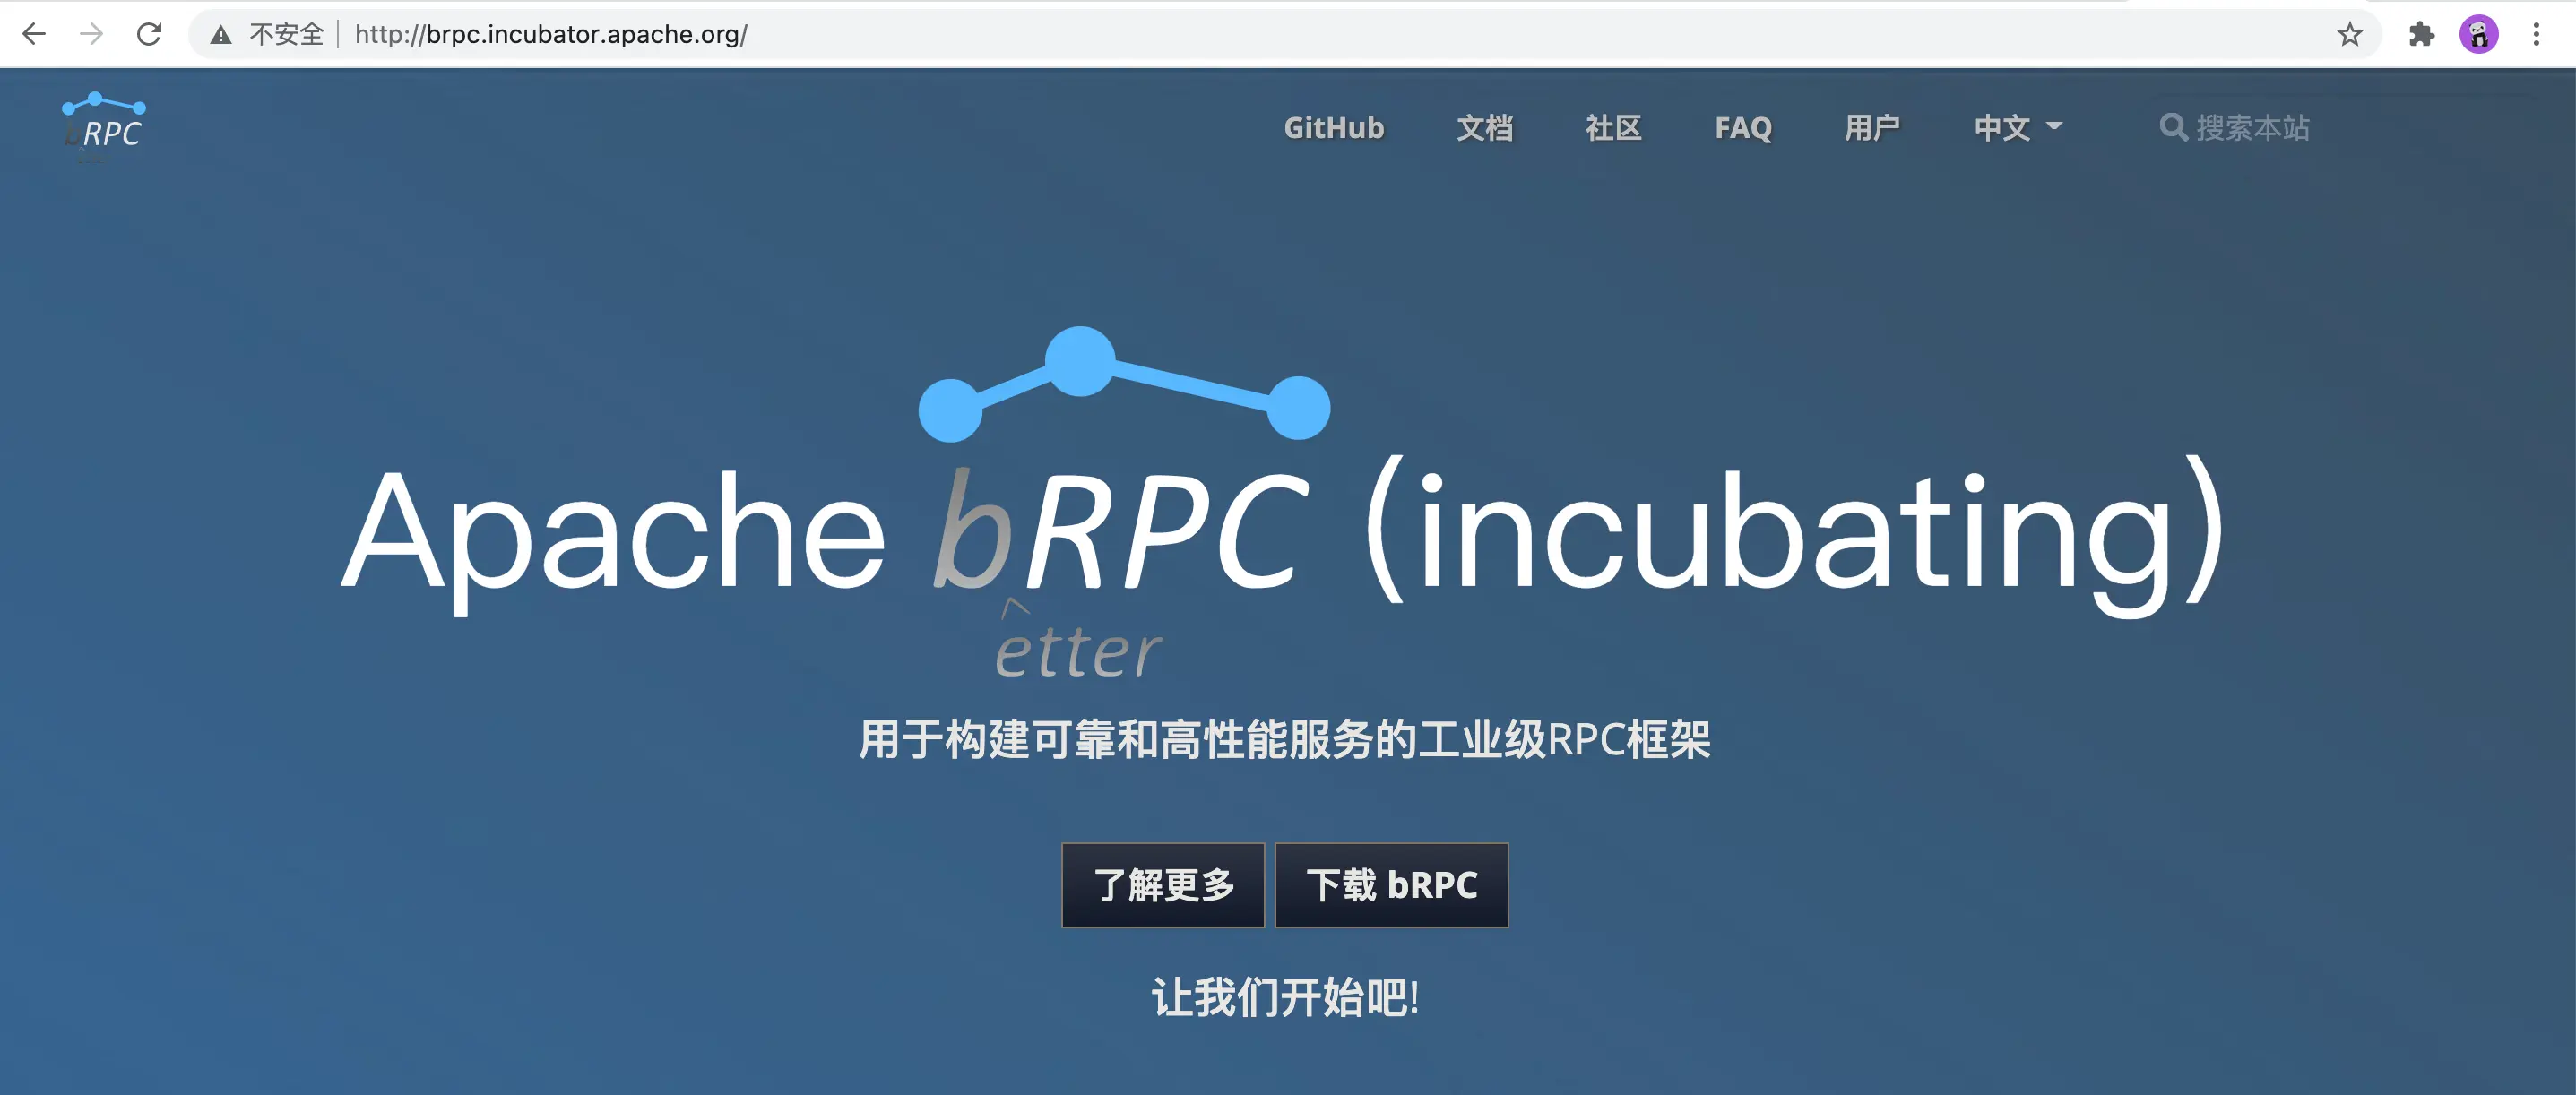 不安全 | http://brpc.incubator.apache.org/
bRPC
GitHub 文档 社区 FAQ 用户 中文 搜索本站
Apache bRPC (incubating)
etter
用于构建可靠和高性能服务的工业级RPC框架
了解更多 下载 bRPC
让我们开始吧!